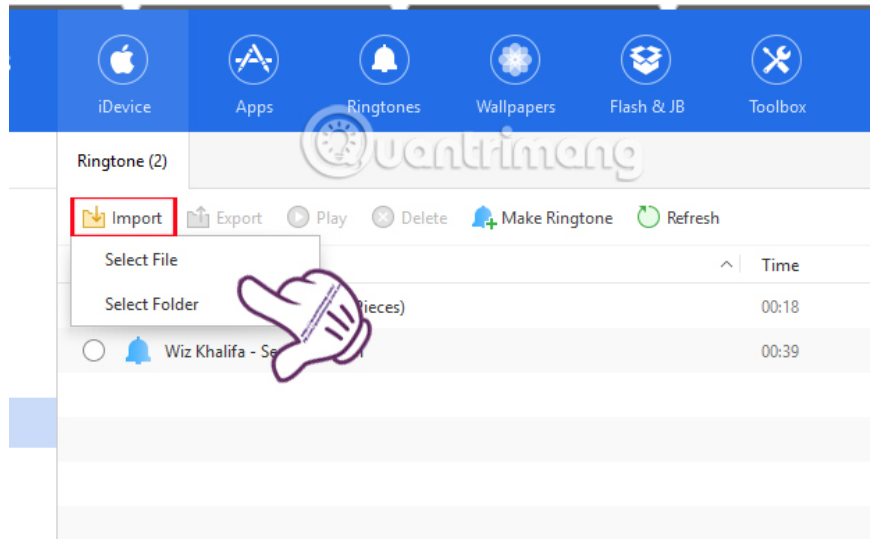 iDevice
Apps
Ringtones
Wallpapers
Flash & JB
Toolbox
Quantrimang
Ringtone (2)
Import
Export
Play
Delete
Make Ringtone
Refresh
Select File
Time
Select Folder
Pieces)
00:18
Wiz Khalifa - Se
00:39